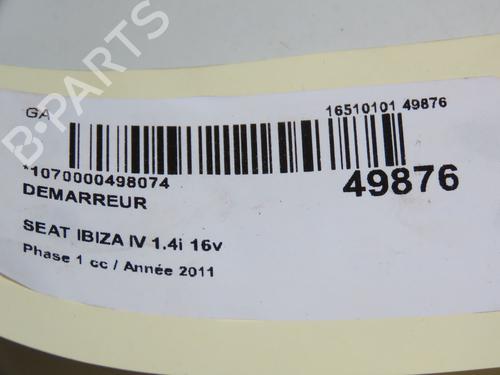 GA
16510101 49876
*1070000498074
49876
DEMARREUR
SEAT IBIZA IV 1.4i 16v
Phase 1 cc / Année 2011
B-PARTS